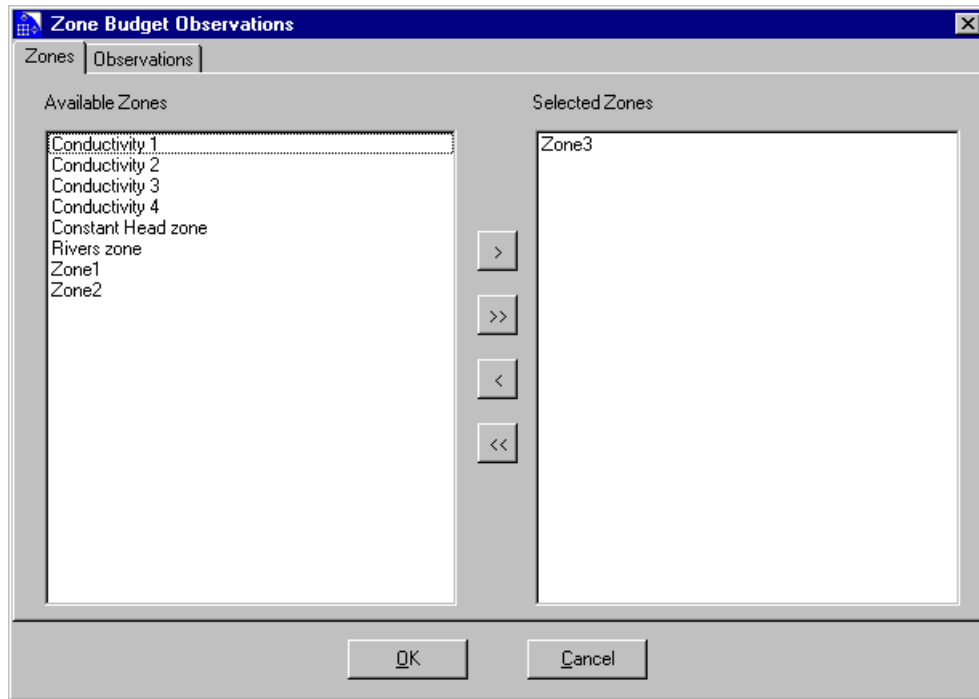 Zone Budget Observations
Zones
Observations
Available Zones
Selected Zones
Conductivity 1
Conductivity 2
Conductivity 3
Conductivity 4
Constant Head zone
Rivers zone
Zone1
Zone2
Zone3
>
>>
<
<<
OK
Cancel